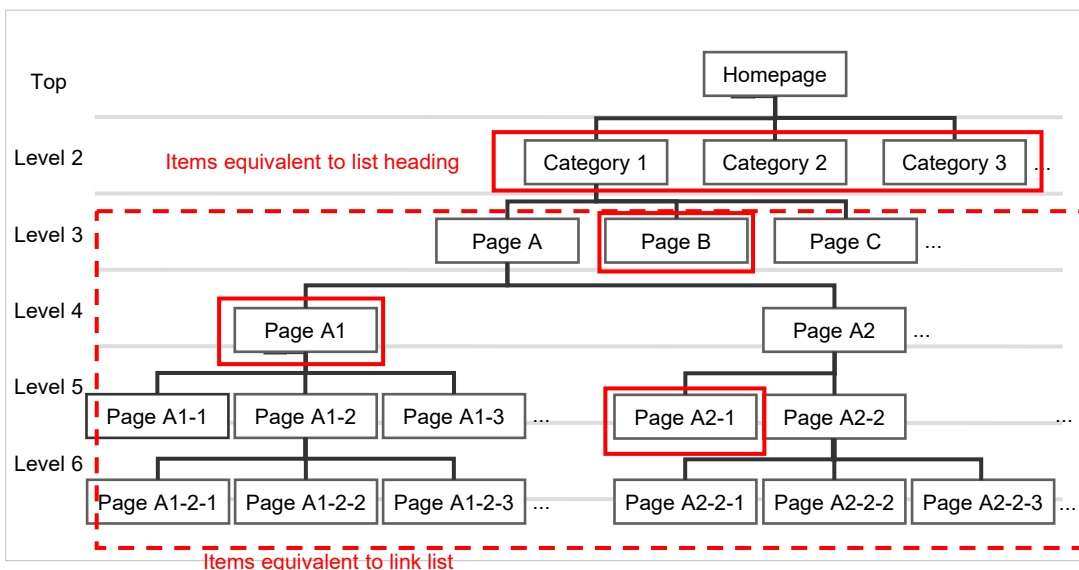 Homepage
Top
Level 2
Items equivalent to list heading
Category 1
Category 2
Category 3
...
Level 3
Page A
Page B
Page C
...
Level 4
Page A1
Page A2
...
Level 5
Page A1-1
Page A1-2
Page A1-3
...
Page A2-1
Page A2-2
...
Level 6
Page A1-2-1
Page A1-2-2
Page A1-2-3
...
Page A2-2-1
Page A2-2-2
Page A2-2-3
...
Items equivalent to link list